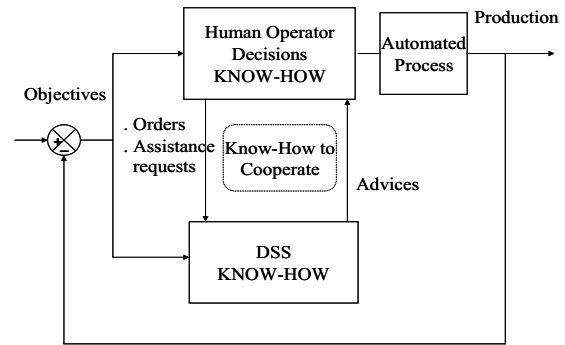 Production
Human Operator
Decisions
KNOW-HOW
Automated
Process
Objectives
+
−
. Orders
. Assistance
requests
Know-How to
Cooperate
Advices
DSS
KNOW-HOW